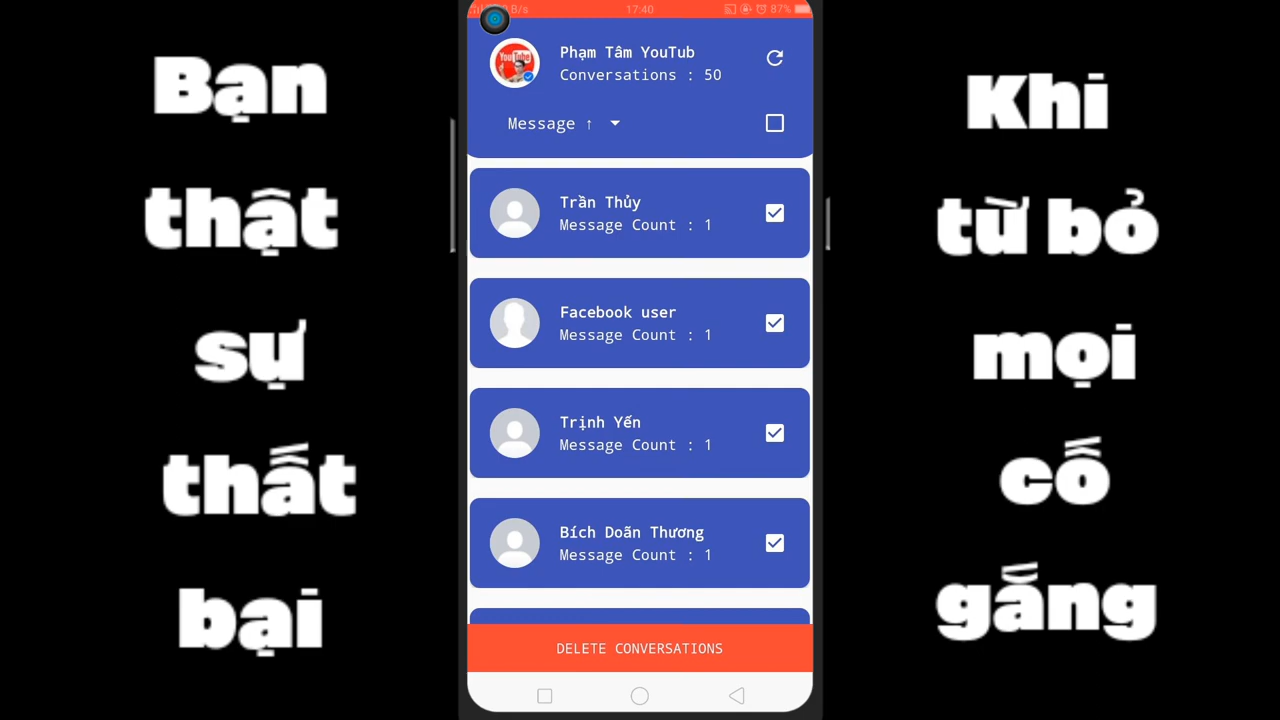 Bạn
thật
sự
thất
bại
B/s
17:40
87%
YouTube
Phạm Tâm YouTub
Conversations : 50
Message ↑
Trần Thủy
Message Count : 1
Facebook user
Message Count : 1
Trịnh Yến
Message Count : 1
Bích Doãn Thương
Message Count : 1
DELETE CONVERSATIONS
Khi
từ bỏ
mọi
cố
gắng